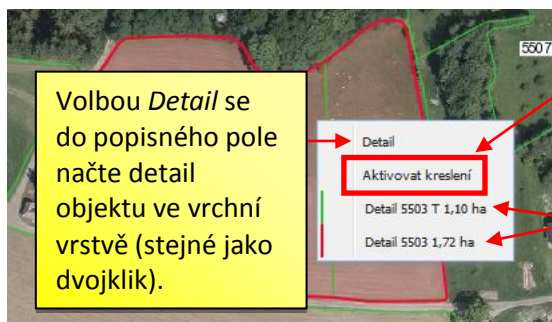 5507
Volbou Detail se
do popisného pole
načte detail
objektu ve vrchní
vrstvě (stejné jako
dvojklik).
Detail
Aktivovat kreslení
Detail 5503 T 1,10 ha
Detail 5503 1,72 ha